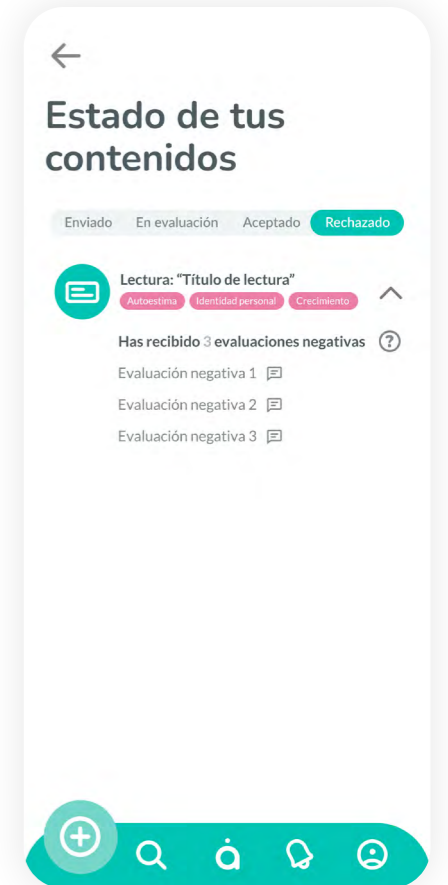 Estado de tus
contenidos
Enviado En evaluación Aceptado Rechazado
Lectura: “Título de lectura”
Autoestima Identidad personal Crecimiento
Has recibido 3 evaluaciones negativas ?
Evaluación negativa 1
Evaluación negativa 2
Evaluación negativa 3